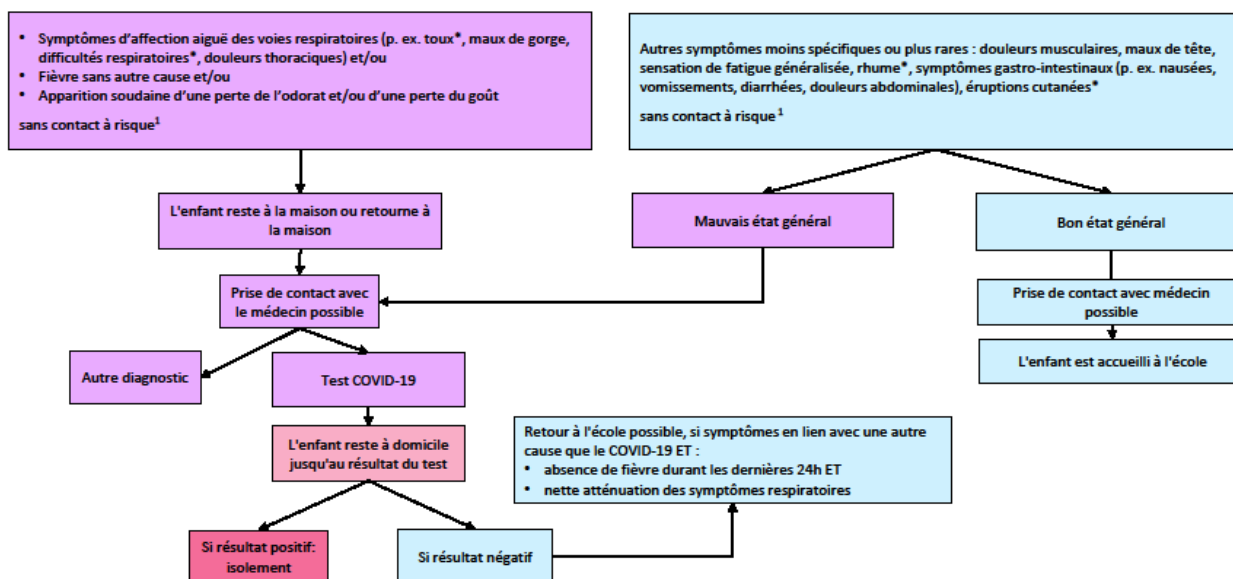 • Symptômes d'affection aiguë des voies respiratoires (p. ex. toux*, maux de gorge,
difficultés respiratoires*, douleurs thoraciques) et/ou
• Fièvre sans autre cause et/ou
• Apparition soudaine d'une perte de l'odorat et/ou d'une perte du goût
sans contact à risque¹
Autres symptômes moins spécifiques ou plus rares : douleurs musculaires, maux de tête,
sensation de fatigue généralisée, rhume*, symptômes gastro-intestinaux (p. ex. nausées,
vomissements, diarrhées, douleurs abdominales), éruptions cutanées*
sans contact à risque ¹
L'enfant reste à la maison ou retourne à
la maison
Mauvais état général
Bon état général
Prise de contact avec
le médecin possible
Prise de contact avec médecin
possible
Autre diagnostic
Test COVID-19
L'enfant est accueilli à l'école
L'enfant reste à domicile
jusqu'au résultat du test
Retour à l'école possible, si symptômes en lien avec une autre
cause que le COVID-19 ET :
• absence de fièvre durant les dernières 24h ET
• nette atténuation des symptômes respiratoires
Si résultat positif:
isolement
Si résultat négatif